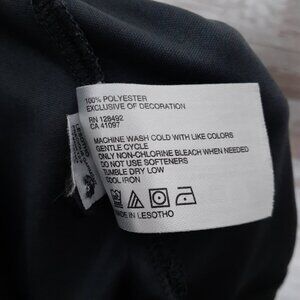 100% POLYESTER
EXCLUSIVE OF DECORATION
RN 128492
CA 41097
MACHINE WASH COLD WITH LIKE COLORS
GENTLE CYCLE
ONLY NON-CHLORINE BLEACH WHEN NEEDED
DO NOT USE SOFTENERS
TUMBLE DRY LOW
COOL IRON
MADE IN LESOTHO